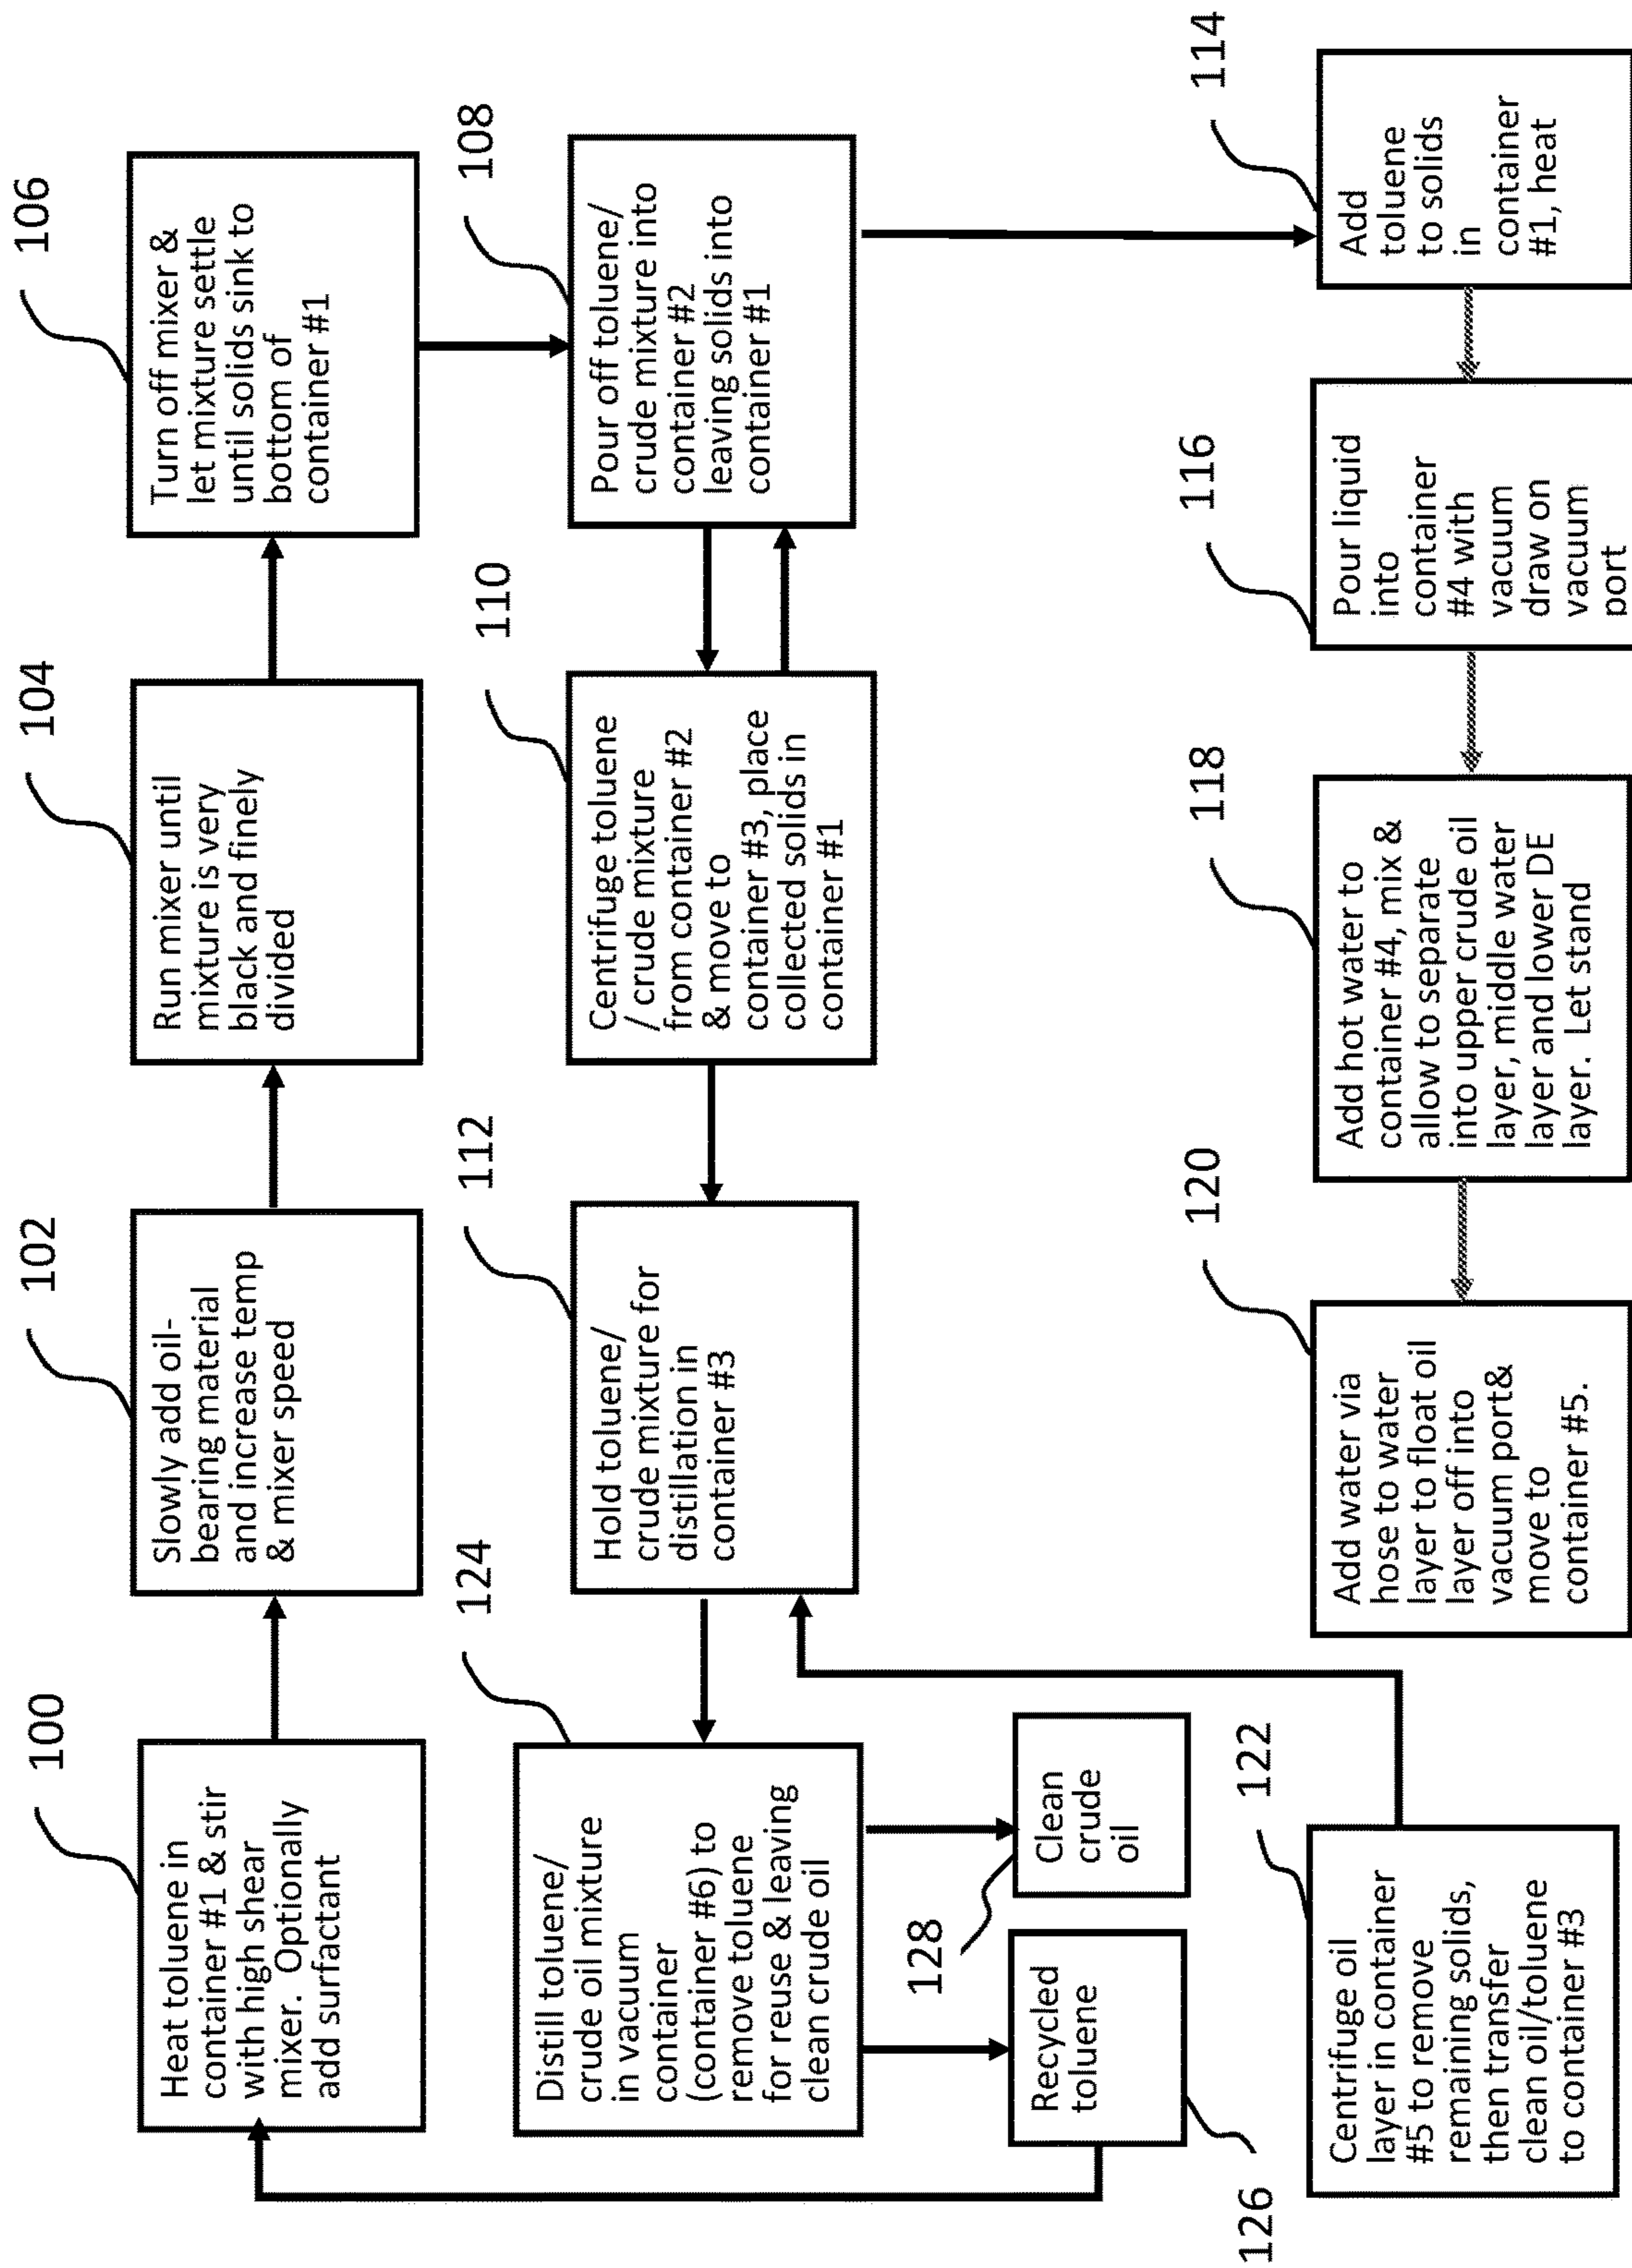 100
Heat toluene in
container #1 & stir
with high shear
mixer. Optionally
add surfactant
102
Slowly add oil-
bearing material
and increase temp
& mixer speed
104
Run mixer until
mixture is very
black and finely
divided
106
Turn off mixer &
let mixture settle
until solids sink to
bottom of
container #1
108
Pour off toluene/
crude mixture into
container #2
leaving solids into
container #1
110
Centrifuge toluene
/ crude mixture
from container #2
& move to
container #3, place
collected solids in
container #1
112
Hold toluene/
crude mixture for
distillation in
container #3
124
Distill toluene/
crude oil mixture
in vacuum
container
(container #6) to
remove toluene
for reuse & leaving
clean crude oil
126
Recycled
toluene
128
Clean
crude
oil
114
Add
toluene
to solids
in
container
#1, heat
116
Pour liquid
into
container
#4 with
vacuum
draw on
vacuum
port
118
Add hot water to
container #4, mix &
allow to separate
into upper crude oil
layer, middle water
layer and lower DE
layer. Let stand
120
Add water via
hose to water
layer to float oil
layer off into
vacuum port&
move to
container #5.
122
Centrifuge oil
layer in container
#5 to remove
remaining solids,
then transfer
clean oil/toluene
to container #3